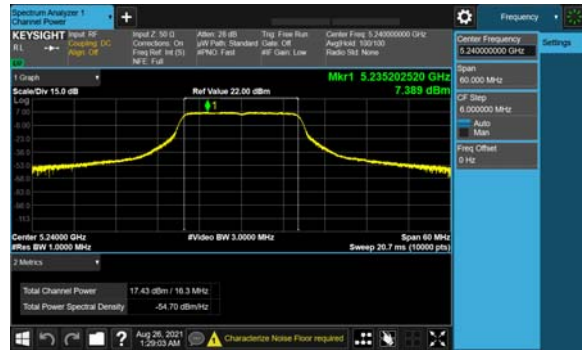 Spectrum Analyzer 1
Channel Power
Frequency
KEYSIGHT
RL
Input: RF
Coupling: DC
Align: Off
Input Z: 50 Ω
Corrections: On
Freq Ref: Int (S)
NFE: Full
Atten: 26 dB
µW Path: Standard
#PNO: Fast
Trig: Free Run
Gate: Off
#IF Gain: Low
Center Freq: 5.240000000 GHz
Avg|Hold: 100/100
Radio Std: None
Center Frequency
5.240000000 GHz
Settings
Span
60.000 MHz
CF Step
6.000000 MHz
Auto
Man
Freq Offset
0 Hz
1 Graph
Scale/Div 15.0 dB
Ref Value 22.00 dBm
Mkr1 5.235202520 GHz
7.389 dBm
Log
1
7.00
-8.00
-23.0
-38.0
-53.0
-68.0
-83.0
-98.0
-113
Center 5.24000 GHz
#Video BW 3.0000 MHz
Span 60 MHz
#Res BW 1.0000 MHz
Sweep 20.7 ms (10000 pts)
2 Metrics
Total Channel Power 17.43 dBm / 16.3 MHz
Total Power Spectral Density -54.70 dBm/Hz
?
Aug 26, 2021
1:29:03 AM
Characterize Noise Floor required